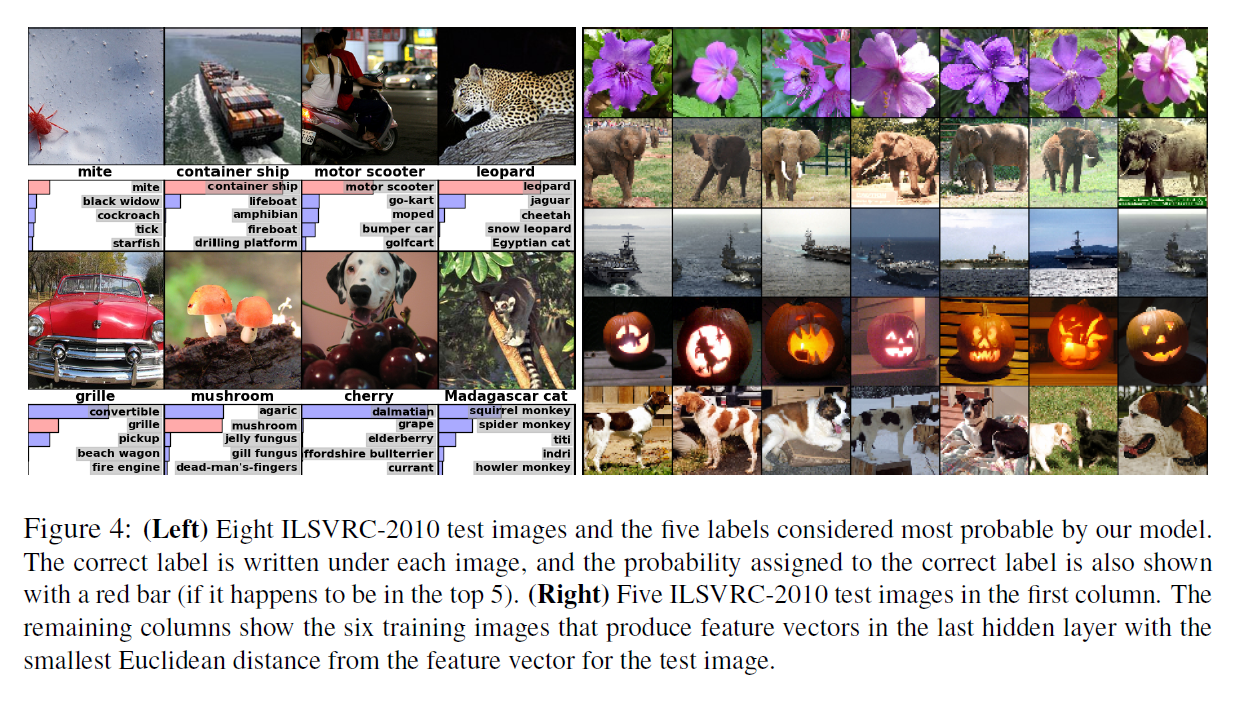 mite
container ship
motor scooter
leopard
mite
black widow
cockroach
tick
starfish
container ship
lifeboat
amphibian
fireboat
drilling platform
motor scooter
go-kart
moped
bumper car
golfcart
leopard
jaguar
cheetah
snow leopard
Egyptian cat
grille
mushroom
cherry
Madagascar cat
convertible
grille
pickup
beach wagon
fire engine
agaric
mushroom
jelly fungus
gill fungus
dead-man's-fingers
dalmatian
grape
elderberry
ffordshire bullterrier
currant
squirrel monkey
spider monkey
titi
indri
howler monkey
Figure 4: (Left) Eight ILSVRC-2010 test images and the five labels considered most probable by our model.
The correct label is written under each image, and the probability assigned to the correct label is also shown
with a red bar (if it happens to be in the top 5). (Right) Five ILSVRC-2010 test images in the first column. The
remaining columns show the six training images that produce feature vectors in the last hidden layer with the
smallest Euclidean distance from the feature vector for the test image.